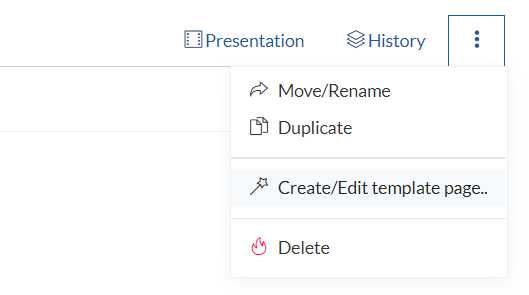 Presentation History
Move/Rename
Duplicate
Create/Edit template page..
Delete